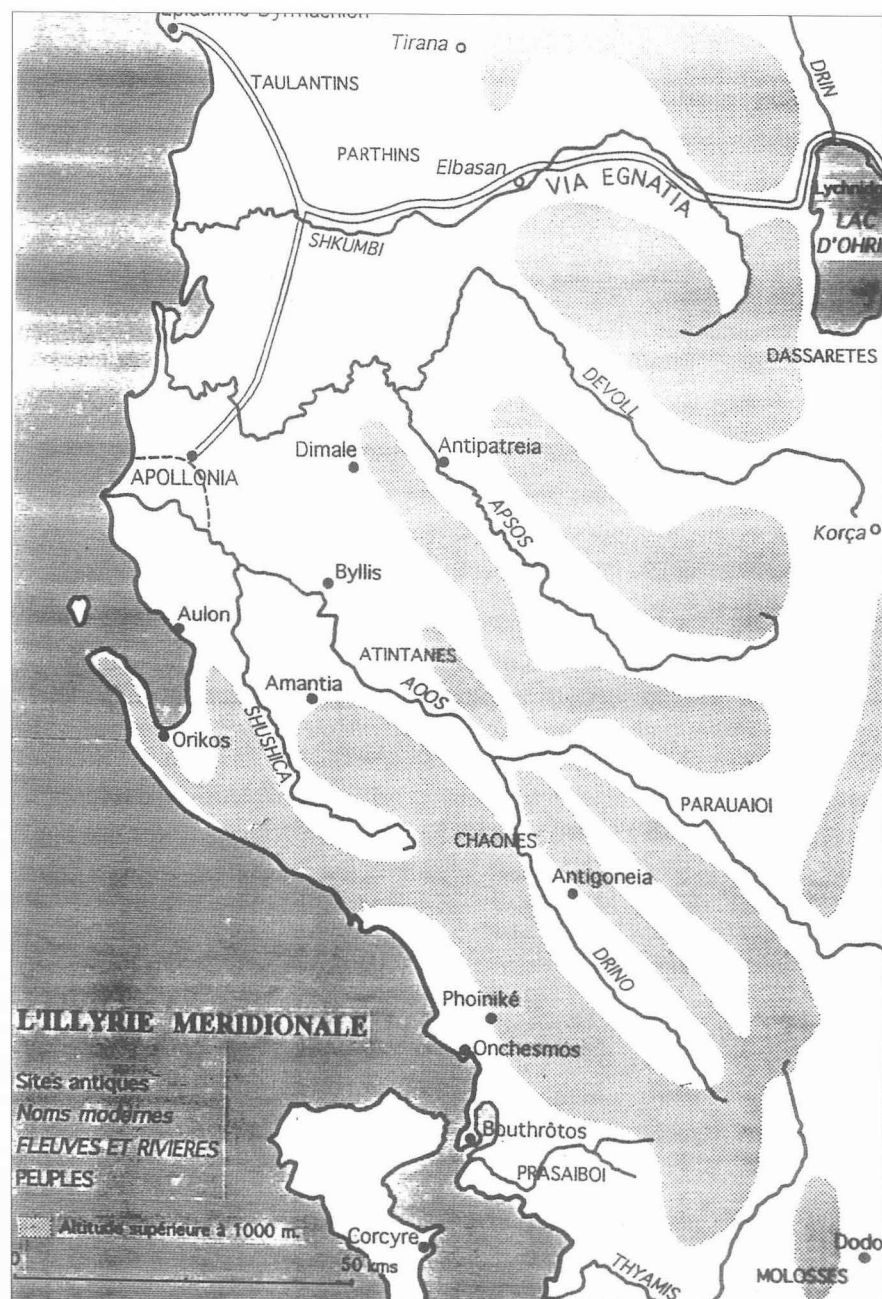 Tirana
DRIN
TAULANTINS
PARTHINS
Elbasan
VIA EGNATIA
LAC
D'OHRI
SHKUMBI
DASSARETES
DEVOLL
Dimale
Antipatreia
APOLLONIA
APSOS
Korça
Byllis
Aulon
ATINTANES
AOOS
Amantia
SHUSHICA
Orikos
PARAUAIOI
CHAONES
Antigoneia
DRINO
Phoiniké
L'ILLYRIE MERIDIONALE
Onchesmos
Sites antiques
Noms modernes
FLEUVES ET RIVIERES
PEUPLES
Bouthrôtos
PRASAIBOI
Altitude supérieure à 1000 m.
Corcyre
0 50 kms
Dodo
THYAMIS
MOLOSSES